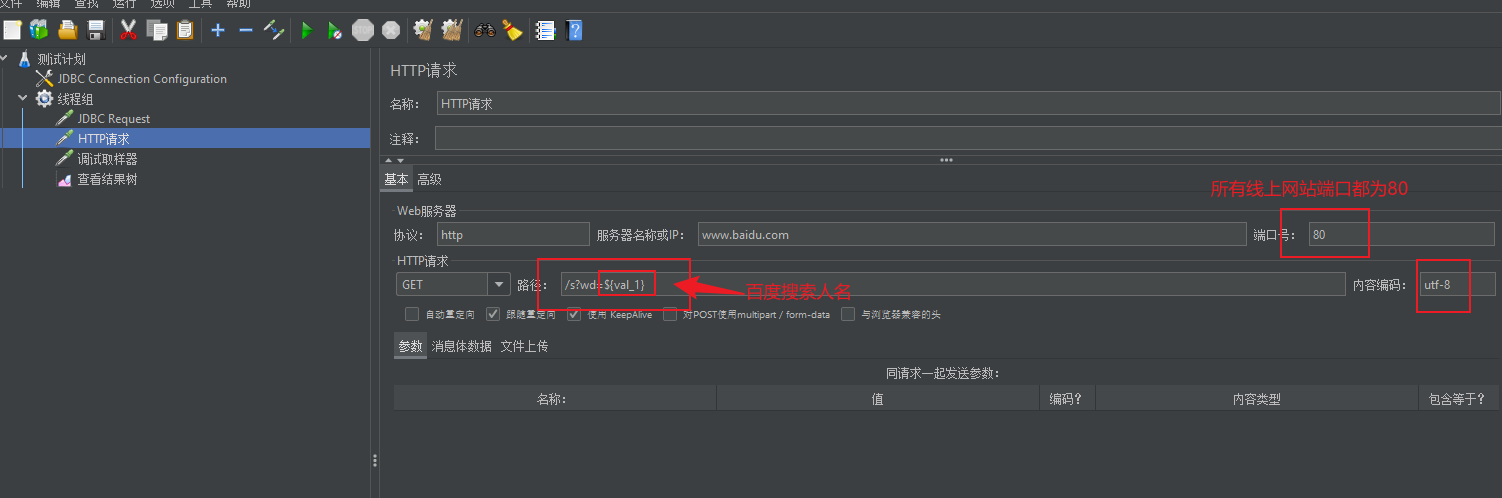 文件 编辑 查找 运行 选项 工具 帮助
测试计划
JDBC Connection Configuration
线程组
JDBC Request
HTTP请求
调试取样器
查看结果树
HTTP请求
名称： HTTP请求
注释：
基本 高级
所有线上网站端口都为80
Web服务器
协议： http 服务器名称或IP： www.baidu.com 端口号： 80
HTTP请求
GET 路径： /s?wd=${val_1} 百度搜索人名 内容编码： utf-8
自动重定向 跟随重定向 使用 KeepAlive 对POST使用multipart / form-data 与浏览器兼容的头
参数 消息体数据 文件上传
同请求一起发送参数：
名称： 值 编码？ 内容类型 包含等于？